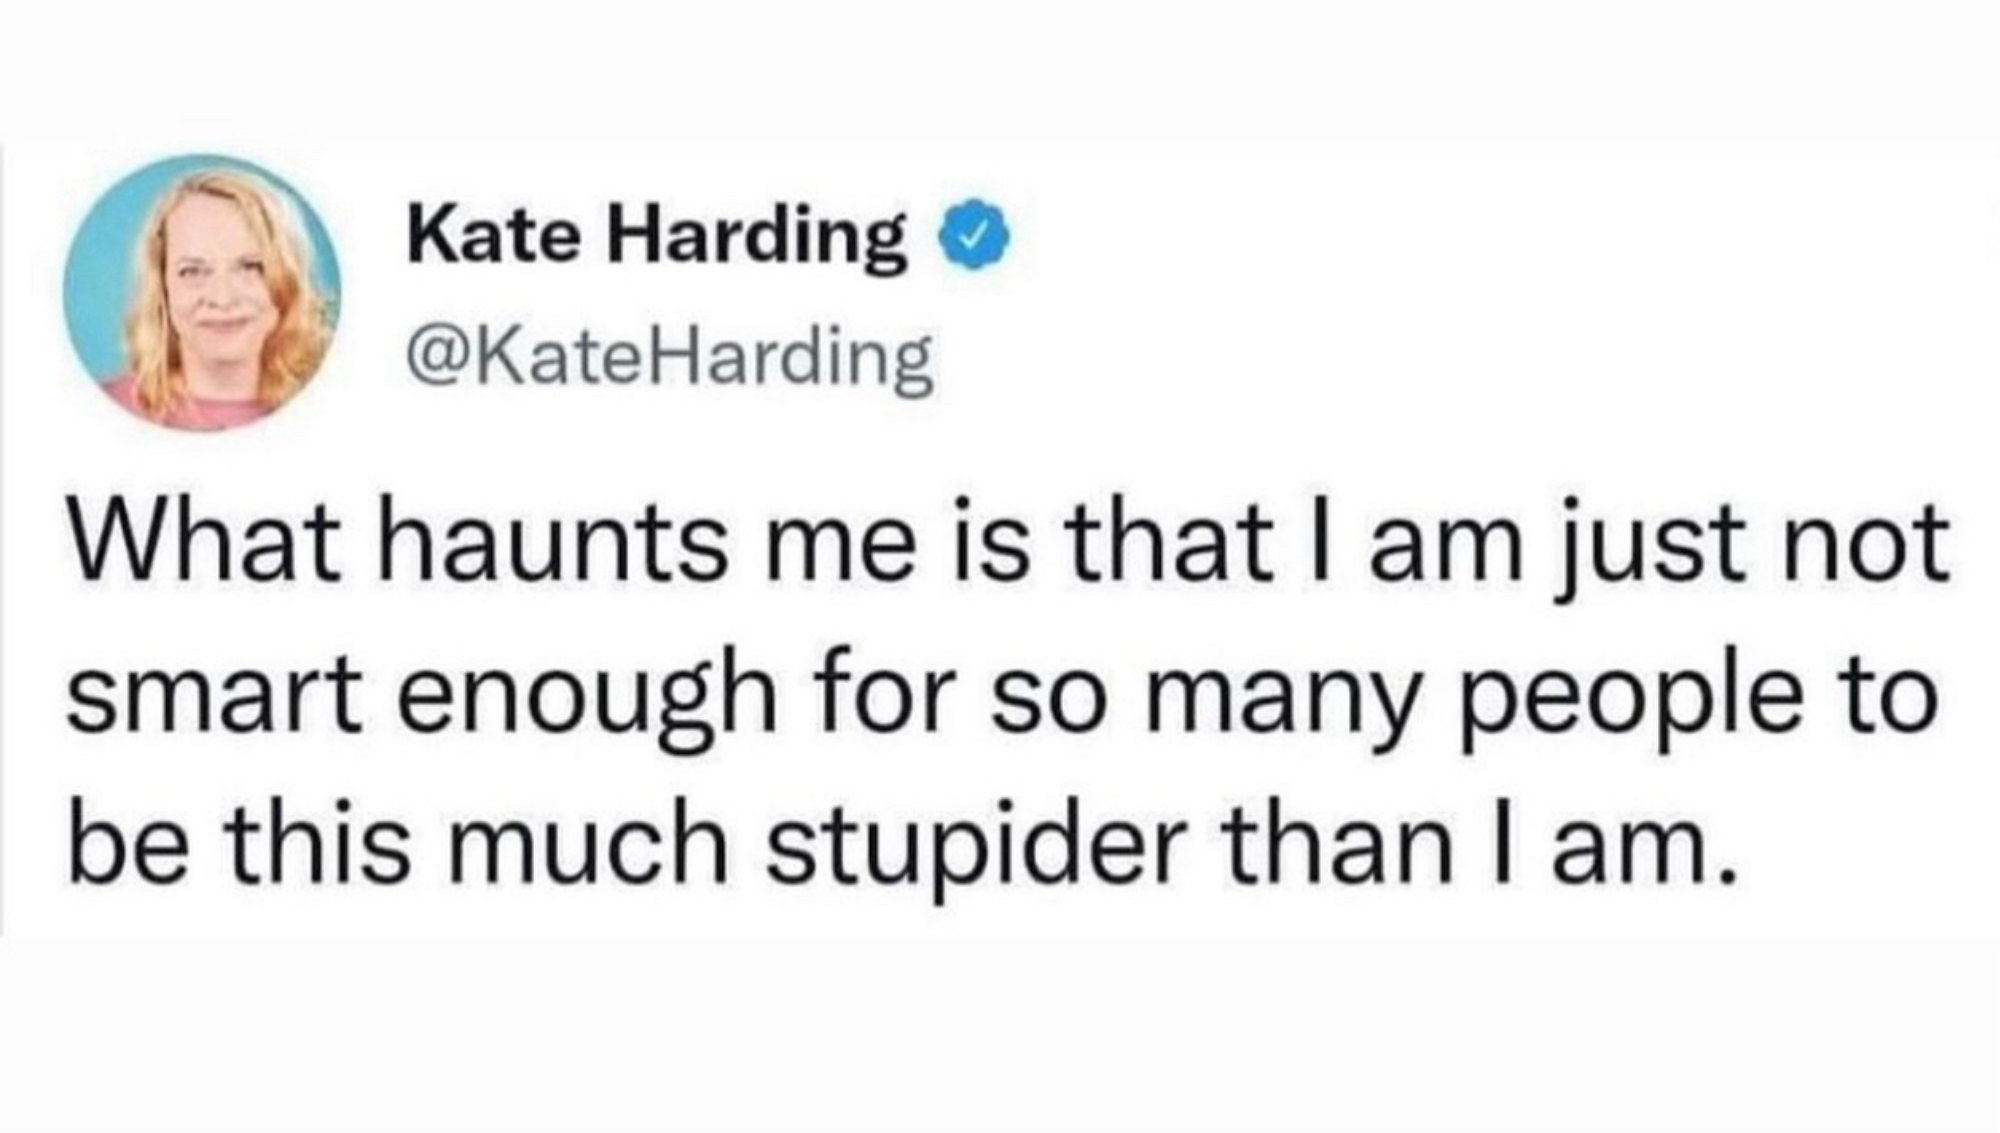 Kate Harding
@KateHarding
What haunts me is that I am just not
smart enough for so many people to
be this much stupider than I am.